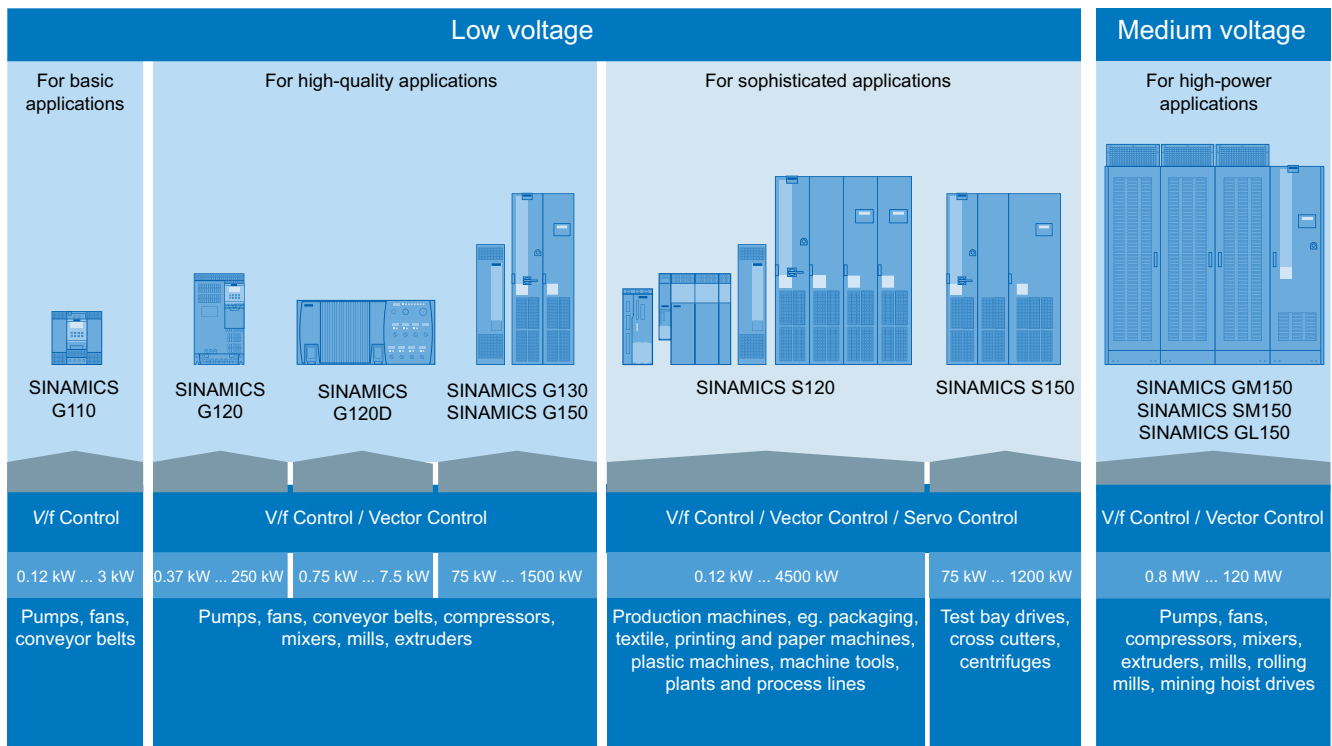 Low voltage
Medium voltage
For basic
applications
For high-quality applications
For sophisticated applications
For high-power
applications
SINAMICS
G110
SINAMICS
G120
SINAMICS
G120D
SINAMICS G130
SINAMICS G150
SINAMICS S120
SINAMICS S150
SINAMICS GM150
SINAMICS SM150
SINAMICS GL150
V/f Control
V/f Control / Vector Control
V/f Control / Vector Control / Servo Control
V/f Control / Vector Control
0.12 kW ... 3 kW
0.37 kW ... 250 kW
0.75 kW ... 7.5 kW
75 kW ... 1500 kW
0.12 kW ... 4500 kW
75 kW ... 1200 kW
0.8 MW ... 120 MW
Pumps, fans,
conveyor belts
Pumps, fans, conveyor belts, compressors,
mixers, mills, extruders
Production machines, eg. packaging,
textile, printing and paper machines,
plastic machines, machine tools,
plants and process lines
Test bay drives,
cross cutters,
centrifuges
Pumps, fans,
compressors, mixers,
extruders, mills, rolling
mills, mining hoist drives